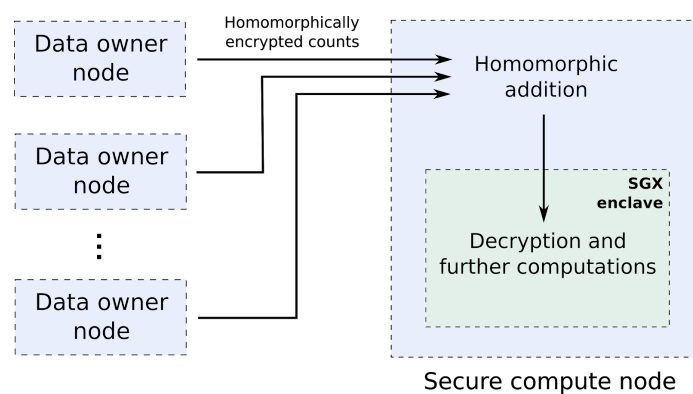 Data owner
node
Homomorphically
encrypted counts
Homomorphic
addition
Data owner
node
SGX
enclave
Decryption and
further computations
Data owner
node
Secure compute node